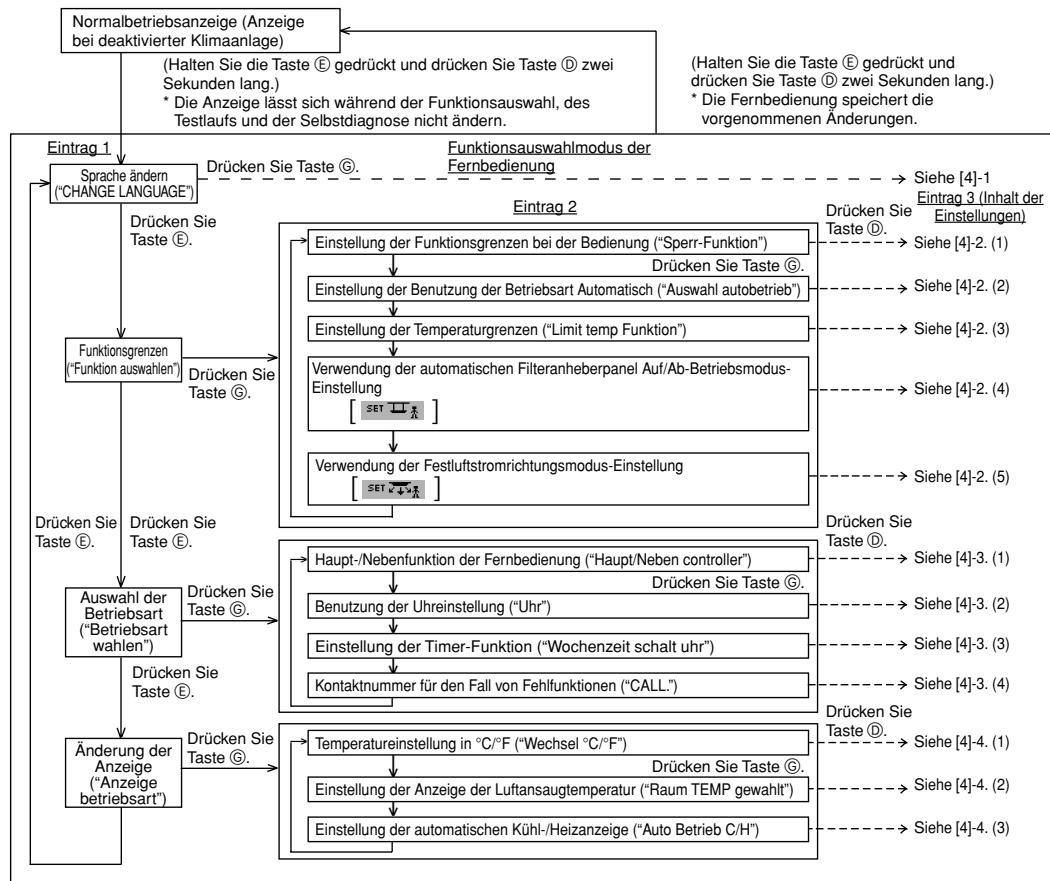 Normalbetriebsanzeige (Anzeige
bei deaktivierter Klimaanlage)
(Halten Sie die Taste Ⓔ gedrückt und drücken Sie Taste Ⓓ zwei
Sekunden lang.)
* Die Anzeige lässt sich während der Funktionsauswahl, des
Testlaufs und der Selbstdiagnose nicht ändern.
(Halten Sie die Taste Ⓔ gedrückt und
drücken Sie Taste Ⓓ zwei Sekunden lang.)
* Die Fernbedienung speichert die
vorgenommenen Änderungen.
Eintrag 1
Funktionsauswahlmodus der
Fernbedienung
Sprache ändern
(“CHANGE LANGUAGE”)
Drücken Sie Taste Ⓖ.
Siehe [4]-1
Drücken Sie
Taste Ⓔ.
Eintrag 2
Drücken Sie
Taste Ⓓ.
Eintrag 3 (Inhalt der
Einstellungen)
Einstellung der Funktionsgrenzen bei der Bedienung (“Sperr-Funktion”)
Siehe [4]-2. (1)
Drücken Sie Taste Ⓖ.
Einstellung der Benutzung der Betriebsart Automatisch (“Auswahl autobetrieb”)
Siehe [4]-2. (2)
Einstellung der Temperaturgrenzen (“Limit temp Funktion”)
Siehe [4]-2. (3)
Funktionsgrenzen
(“Funktion auswahlen”)
Drücken Sie
Taste Ⓖ.
Verwendung der automatischen Filteranheberpanel Auf/Ab-Betriebsmodus-
Einstellung
[ SET ]
Siehe [4]-2. (4)
Verwendung der Festluftstromrichtungsmodus-Einstellung
[ SET ]
Siehe [4]-2. (5)
Drücken Sie
Taste Ⓔ.
Drücken Sie
Taste Ⓔ.
Drücken Sie
Taste Ⓓ.
Haupt-/Nebenfunktion der Fernbedienung (“Haupt/Neben controller”)
Siehe [4]-3. (1)
Drücken Sie Taste Ⓖ.
Auswahl der
Betriebsart
(“Betriebsart
wahlen”)
Drücken Sie
Taste Ⓖ.
Benutzung der Uhreinstellung (“Uhr”)
Siehe [4]-3. (2)
Einstellung der Timer-Funktion (“Wochenzeit schalt uhr”)
Siehe [4]-3. (3)
Kontaktnummer für den Fall von Fehlfunktionen (“CALL.”)
Siehe [4]-3. (4)
Drücken Sie
Taste Ⓔ.
Drücken Sie
Taste Ⓓ.
Änderung der
Anzeige
(“Anzeige
betriebsart”)
Drücken Sie
Taste Ⓖ.
Temperatureinstellung in °C/°F (“Wechsel °C/°F”)
Siehe [4]-4. (1)
Drücken Sie Taste Ⓖ.
Einstellung der Anzeige der Luftansaugtemperatur (“Raum TEMP gewahlt”)
Siehe [4]-4. (2)
Einstellung der automatischen Kühl-/Heizanzeige (“Auto Betrieb C/H”)
Siehe [4]-4. (3)